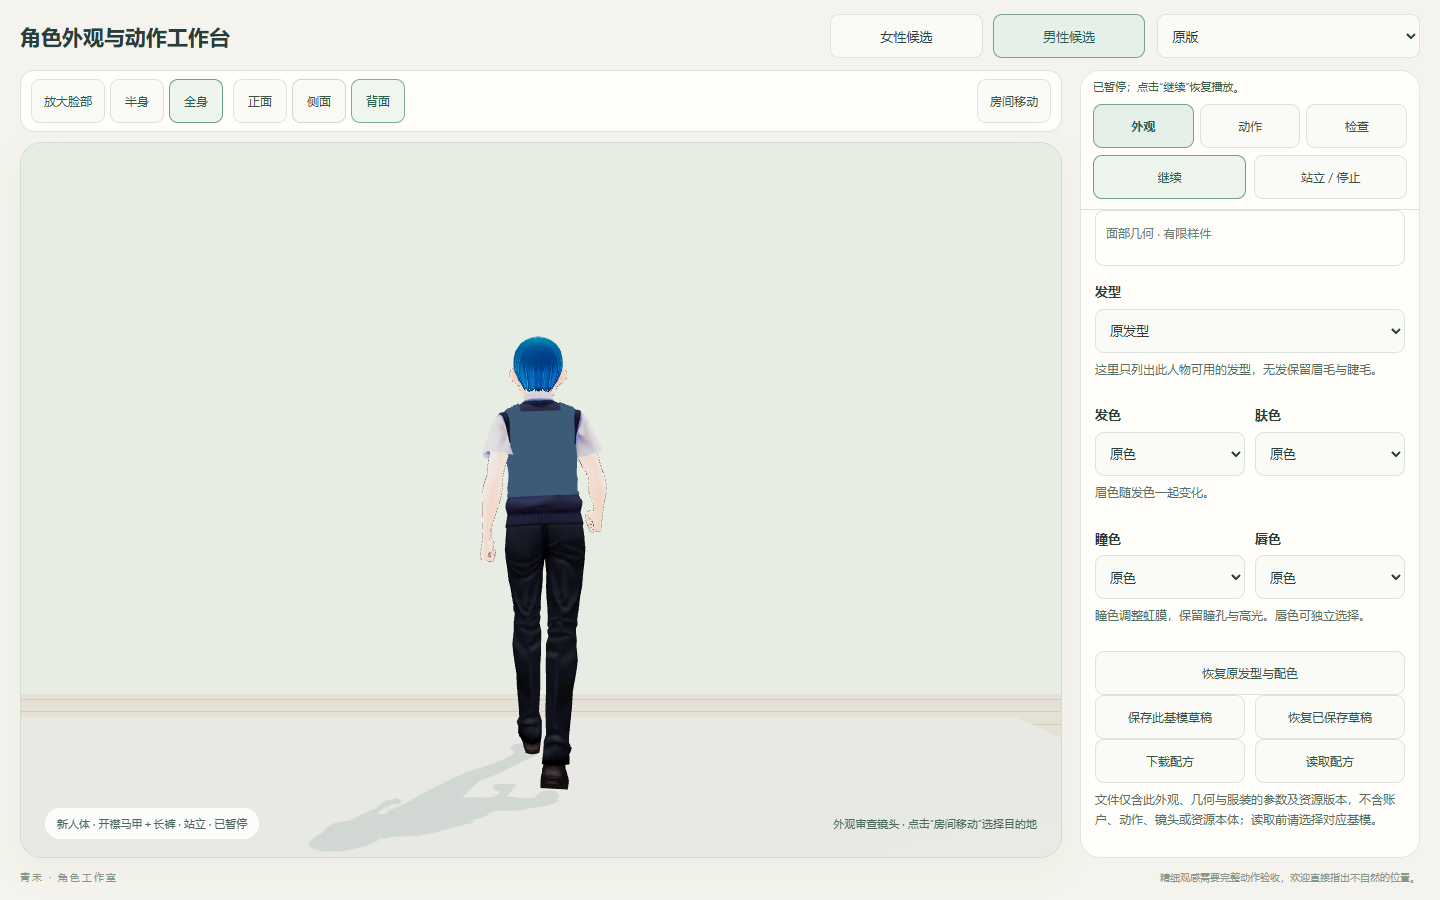 角色外观与动作工作台
女性候选
男性候选
原版
放大脸部
半身
全身
正面
侧面
背面
房间移动
已暂停；点击“继续”恢复播放。
外观
动作
检查
继续
站立 / 停止
面部几何 · 有限样件
发型
原发型
这里只列出此人物可用的发型，无发保留眉毛与睫毛。
发色
肤色
原色
原色
眉色随发色一起变化。
瞳色
唇色
原色
原色
瞳色调整虹膜，保留瞳孔与高光。唇色可独立选择。
恢复原发型与配色
保存此基模草稿
恢复已保存草稿
下载配方
读取配方
文件仅含此外观、几何与服装的参数及资源版本，不含账
户、动作、镜头或资源本体；读取前请选择对应基模。
新人体 · 开襟马甲 + 长裤 · 站立 · 已暂停
外观审查镜头 · 点击“房间移动”选择目的地
青禾 · 角色工作室
精细观感需要完整动作验收，欢迎直接指出不自然的位置。